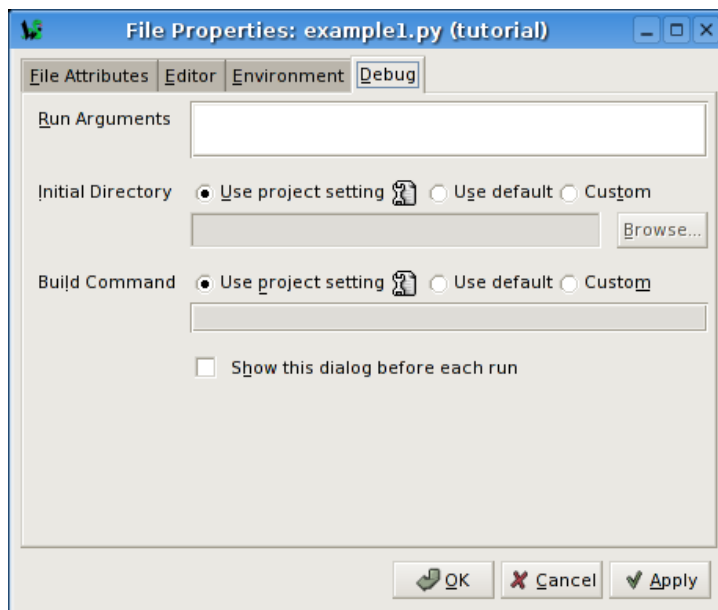 File Properties: example1.py (tutorial)
File Attributes Editor Environment Debug
Run Arguments
Initial Directory Use project setting Use default Custom
Browse...
Build Command Use project setting Use default Custom
Show this dialog before each run
OK Cancel Apply